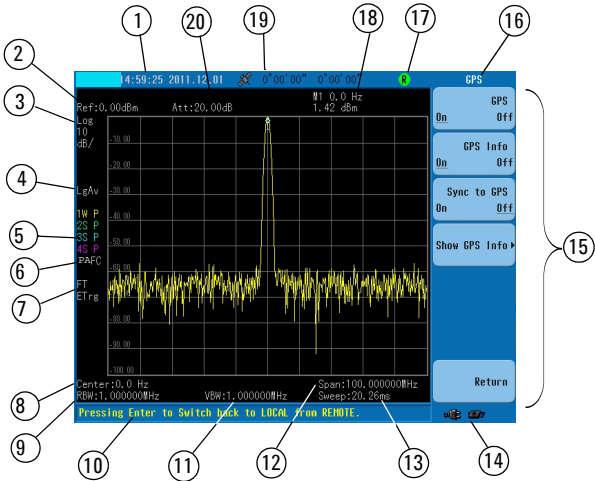 1
20
19
18
17
16
2
3
4
5
6
7
8
9
10
11
12
13
14
15
14:59:25 2011.12.01 0°00'00" 0°00'00" R GPS
Ref:0.00dBm Att:20.00dB M1 0.0 Hz
1.42 dBm
Log
10
dB/
LgAv
1W P
2S P
3S P
4S P
PAFC
FT
ETrg
-10.00
-20.00
-30.00
-40.00
-50.00
-60.00
-80.00
-90.00
-100.00
Center:0.0 Hz Span:100.000000MHz
RBW:1.000000MHz VBW:1.000000MHz Sweep:20.26ms
Pressing Enter to Switch back to LOCAL from REMOTE.
GPS
On Off
GPS Info
On Off
Sync to GPS
On Off
Show GPS Info
Return